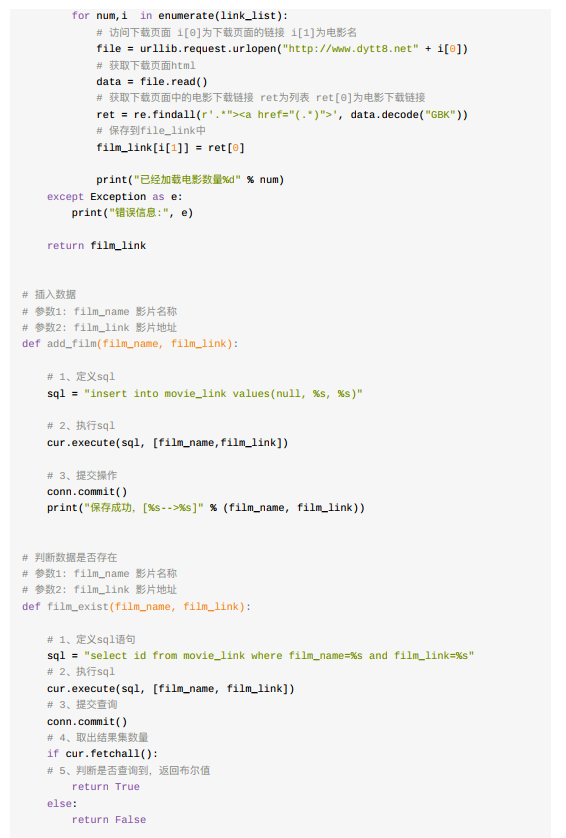 for num,i  in enumerate(link_list):
# 访问下载页面 i[0]为下载页面的链接 i[1]为电影名
file = urllib.request.urlopen("http://www.dytt8.net" + i[0])
# 获取下载页面html
data = file.read()
# 获取下载页面中的电影下载链接 ret为列表 ret[0]为电影下载链接
ret = re.findall(r'.*"><a href="(.*)">', data.decode("GBK"))
# 保存到file_link中
film_link[i[1]] = ret[0]
print("已经加载电影数量%d" % num)
except Exception as e:
print("错误信息:", e)
return film_link
# 插入数据
# 参数1: film_name 影片名称
# 参数2: film_link 影片地址
def add_film(film_name, film_link):
# 1、定义sql
sql = "insert into movie_link values(null, %s, %s)"
# 2、执行sql
cur.execute(sql, [film_name,film_link])
# 3、提交操作
conn.commit()
print("保存成功，[%s-->%s]" % (film_name, film_link))
# 判断数据是否存在
# 参数1: film_name 影片名称
# 参数2: film_link 影片地址
def film_exist(film_name, film_link):
# 1、定义sql语句
sql = "select id from movie_link where film_name=%s and film_link=%s"
# 2、执行sql
cur.execute(sql, [film_name, film_link])
# 3、提交查询
conn.commit()
# 4、取出结果集数量
if cur.fetchall():
# 5、判断是否查询到，返回布尔值
return True
else:
return False